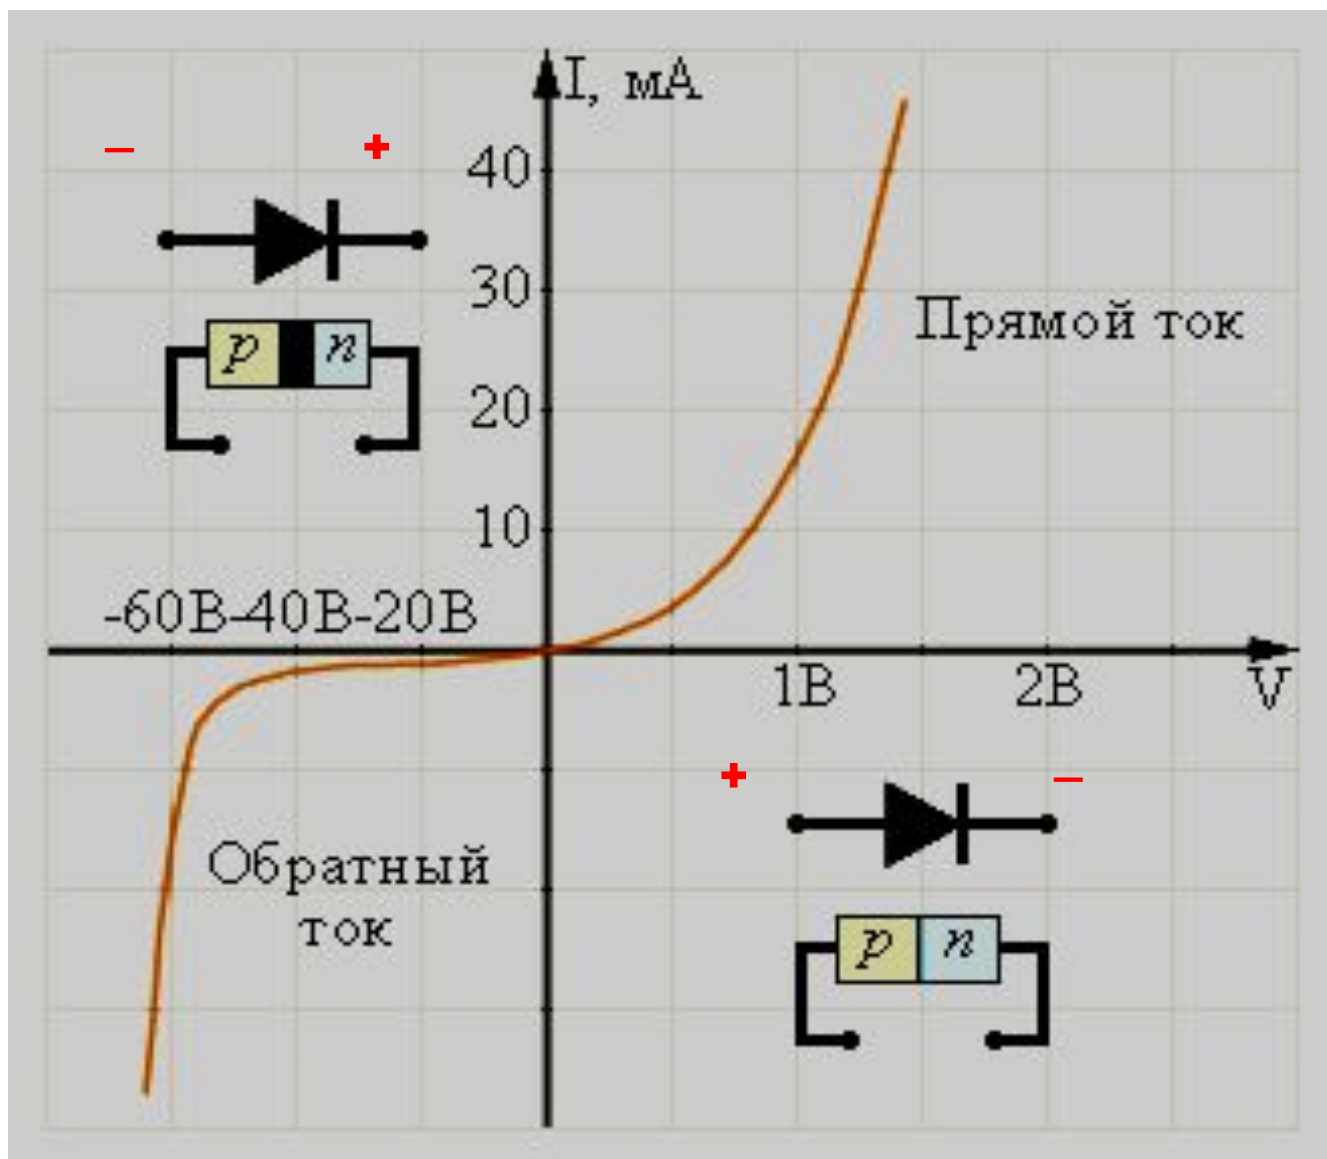 I, мА
–
+
40
p
n
30
Прямой ток
20
10
-60В-40В-20В
1В
2В
V
+
–
Обратный
ток
p
n